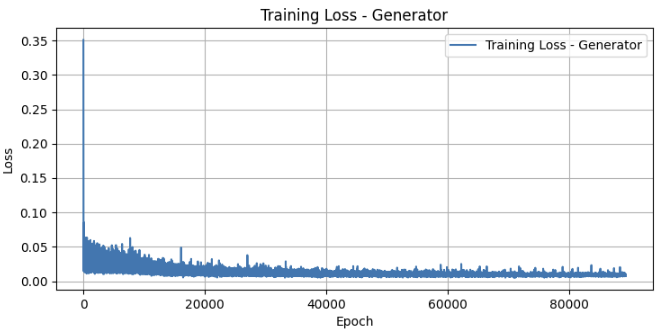 Training Loss - Generator
Training Loss - Generator
Loss
0.35
0.30
0.25
0.20
0.15
0.10
0.05
0.00
0 20000 40000 60000 80000
Epoch